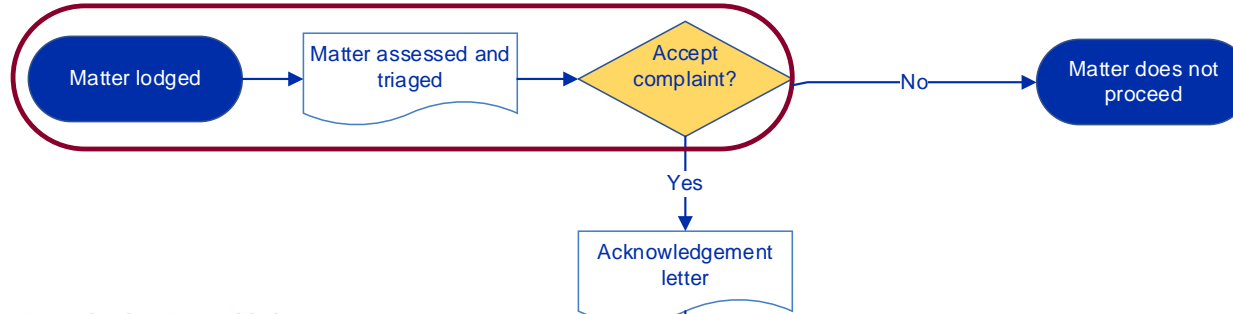 Matter lodged
Matter assessed and
triaged
Accept
complaint?
No
Matter does not
proceed
Yes
Acknowledgement
letter